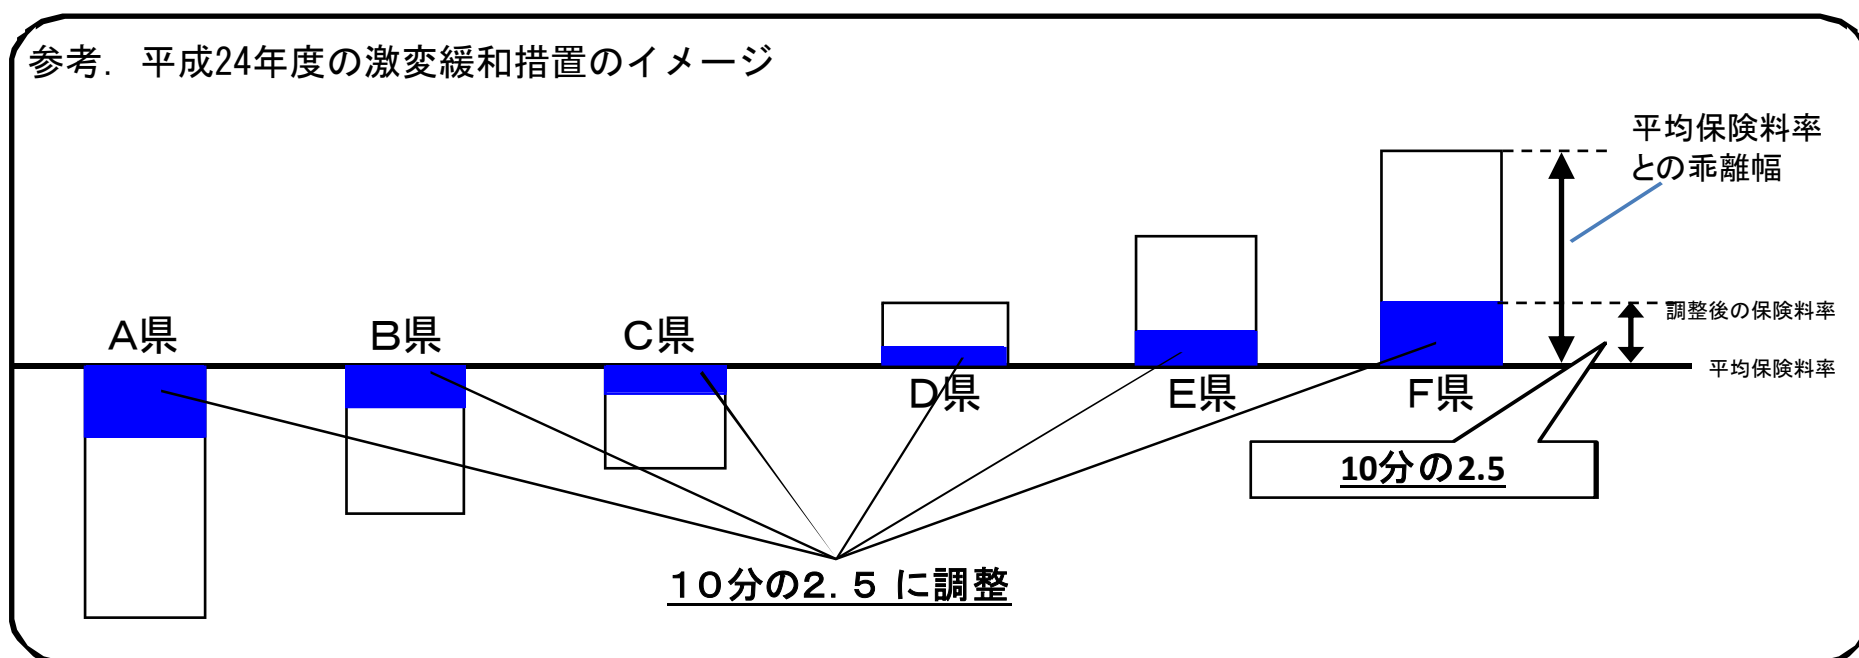 参考．平成24年度の激変緩和措置のイメージ
平均保険料率
との乖離幅
A県
B県
C県
調整後の保険料率
平均保険料率
D県
E県
F県
10分の2.5
１０分の２．５ に調整